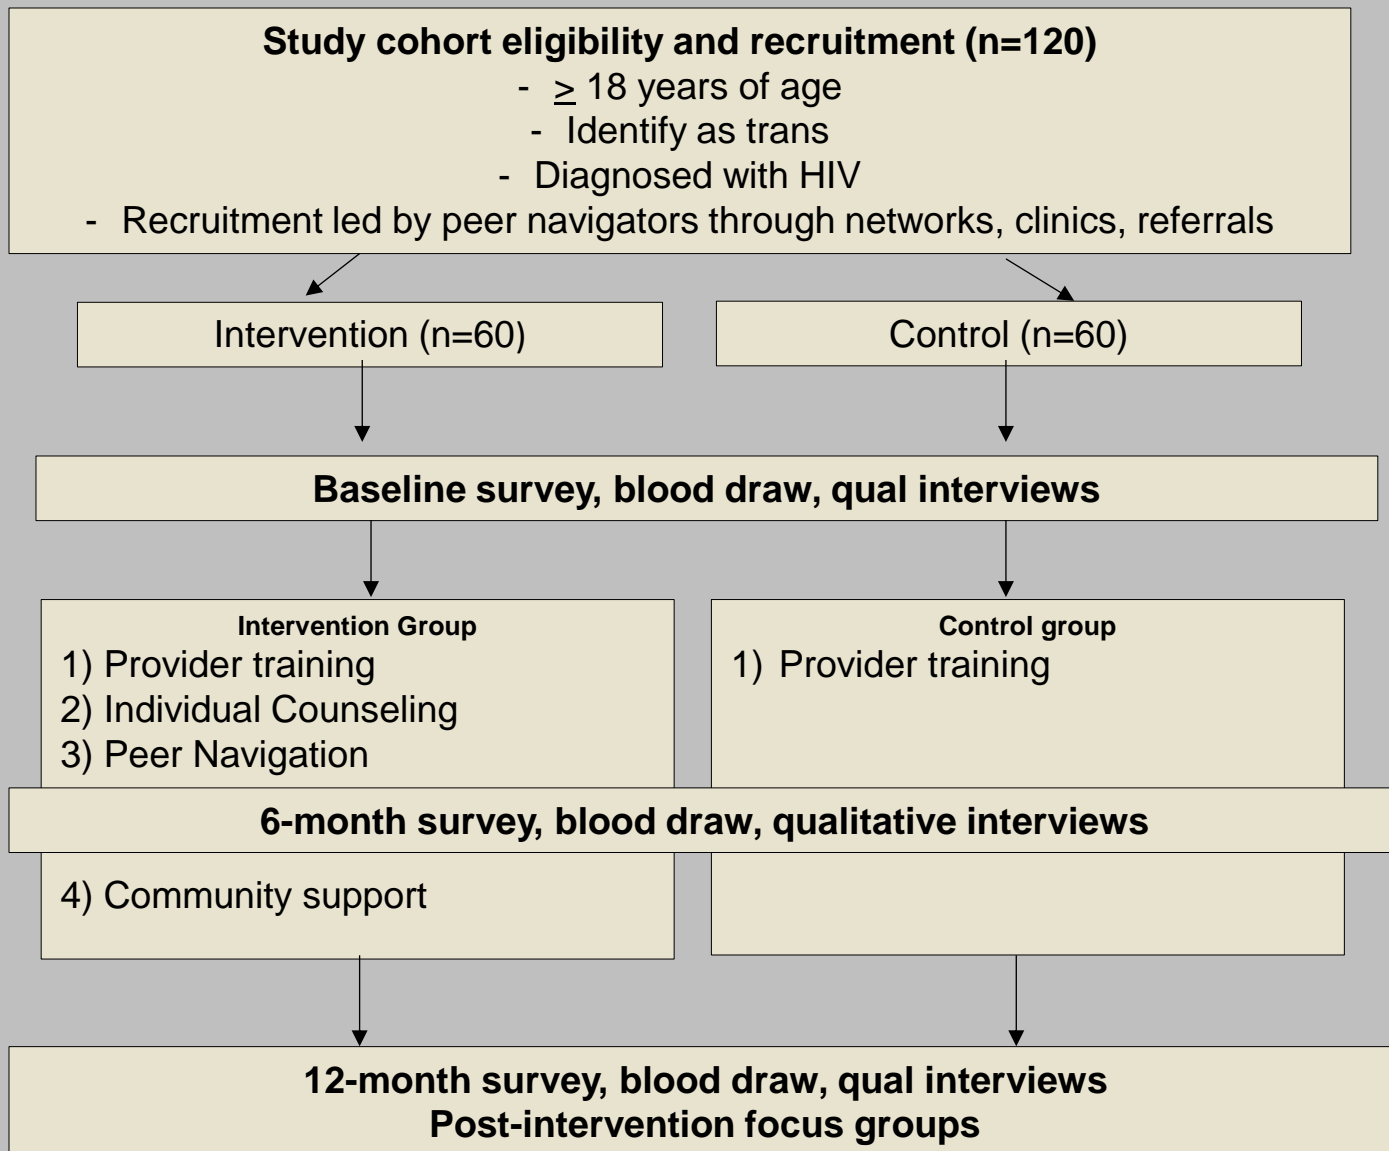 Study cohort eligibility and recruitment (n=120)
- ≥ 18 years of age
- Identify as trans
- Diagnosed with HIV
- Recruitment led by peer navigators through networks, clinics, referrals
Intervention (n=60)
Control (n=60)
Baseline survey, blood draw, qual interviews
Intervention Group
1) Provider training
2) Individual Counseling
3) Peer Navigation
Control group
1) Provider training
6-month survey, blood draw, qualitative interviews
4) Community support
12-month survey, blood draw, qual interviews
Post-intervention focus groups